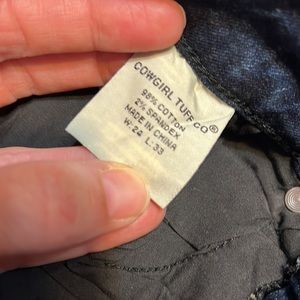 COWGIRL TUFF CO®
98% COTTON
2% SPANDEX
MADE IN CHINA
W: 24 L: 33